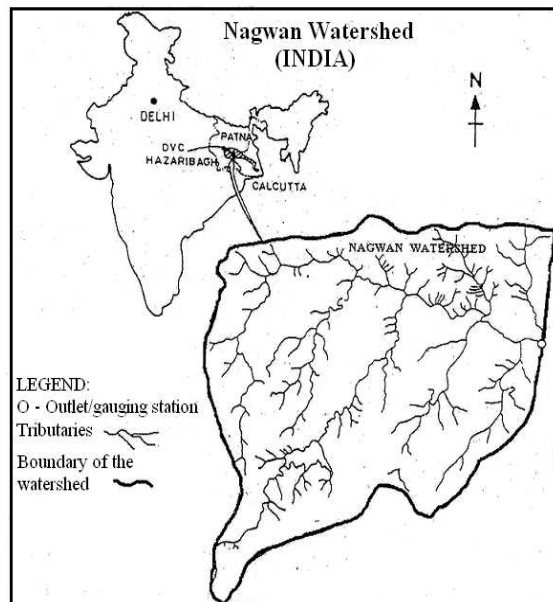 Nagwan Watershed
(INDIA)
N
DELHI
PATNA
DVC
HAZARIBAGH
CALCUTTA
NAGWAN WATERSHED
LEGEND:
O - Outlet/gauging station
Tributaries
Boundary of the
watershed